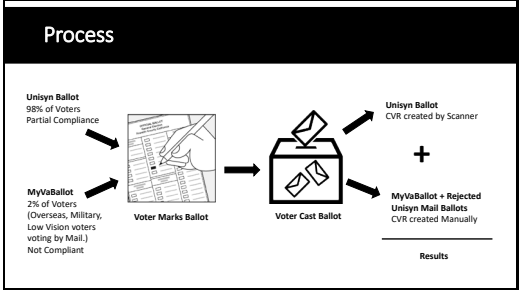 Process
Unisyn Ballot
98% of Voters
Partial Compliance
MyVaBallot
2% of Voters
(Overseas, Military,
Low Vision voters
voting by Mail.)
Not Compliant
Voter Marks Ballot
Voter Cast Ballot
Unisyn Ballot
CVR created by Scanner
+
MyVaBallot + Rejected
Unisyn Mail Ballots
CVR created Manually
Results